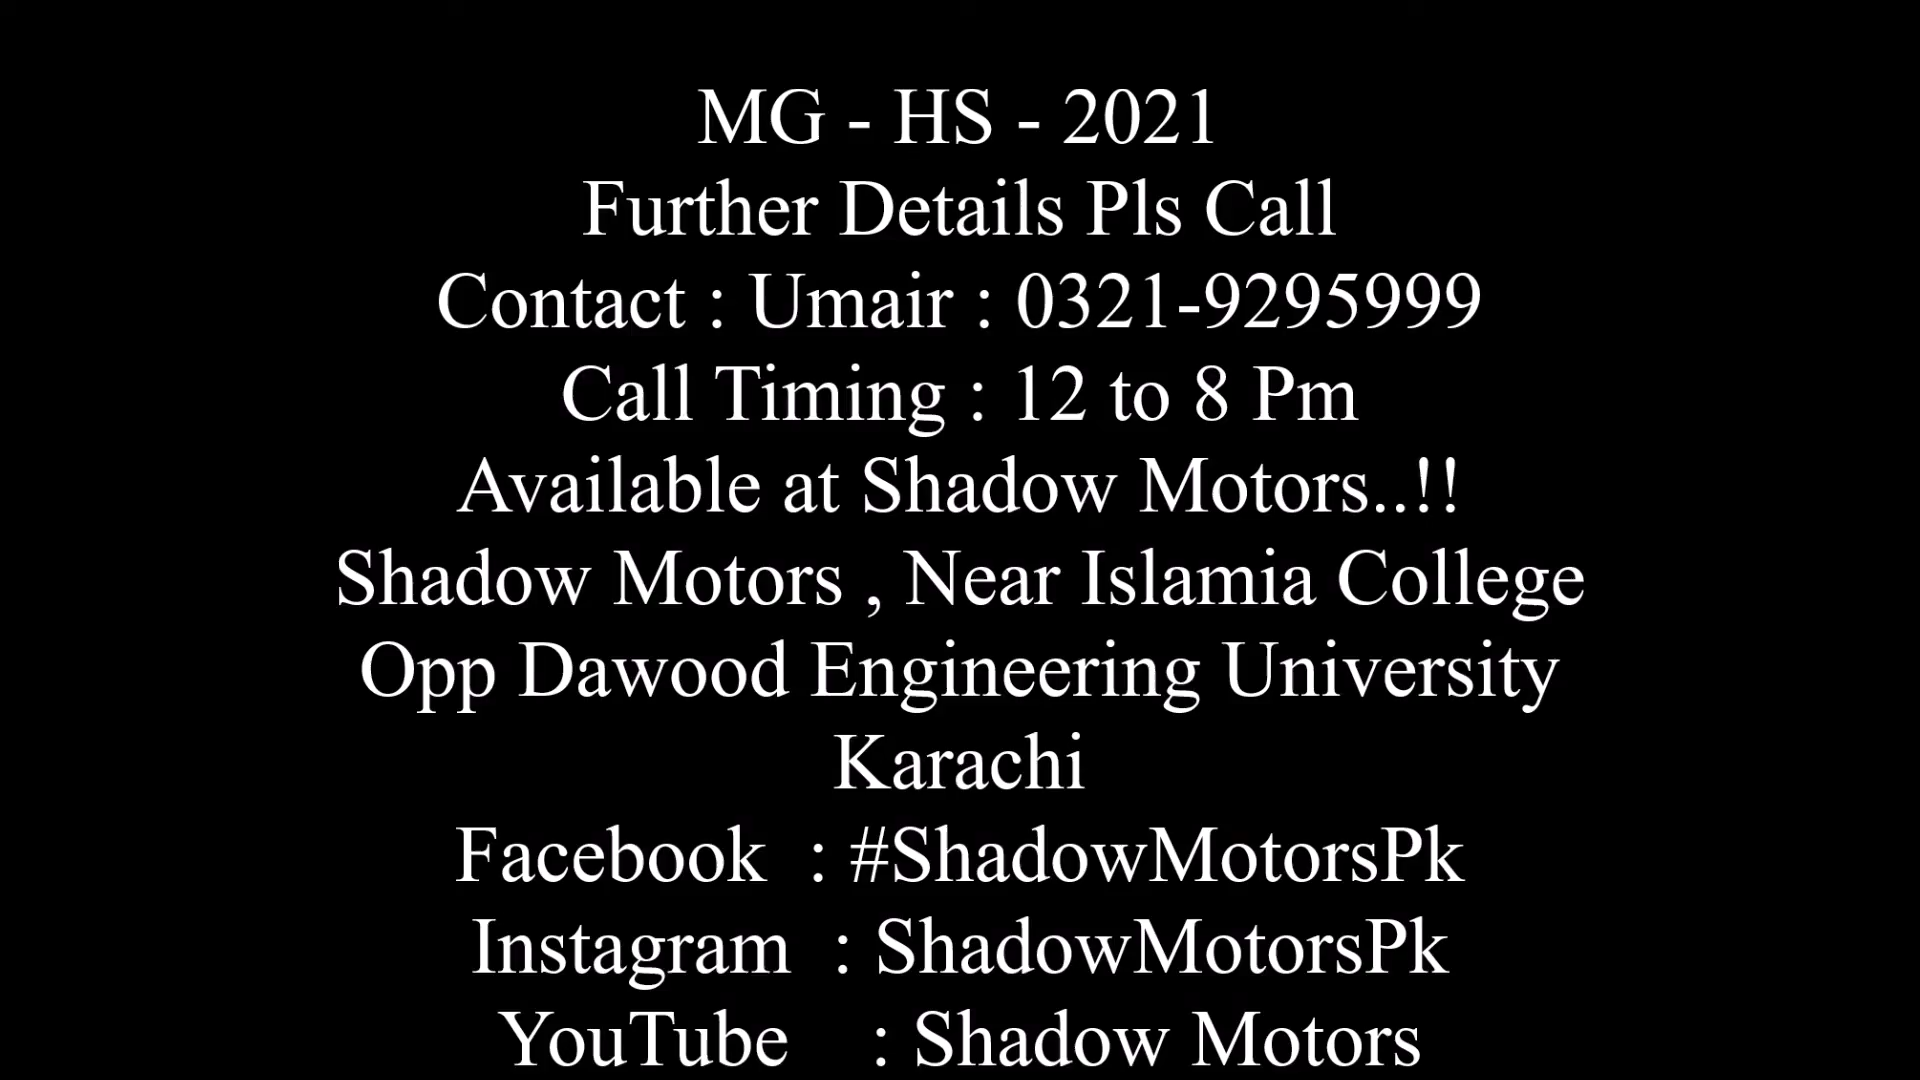 MG - HS - 2021
Further Details Pls Call
Contact : Umair : 0321-9295999
Call Timing : 12 to 8 Pm
Available at Shadow Motors..!!
Shadow Motors , Near Islamia College
Opp Dawood Engineering University
Karachi
Facebook : #ShadowMotorsPk
Instagram : ShadowMotorsPk
YouTube : Shadow Motors